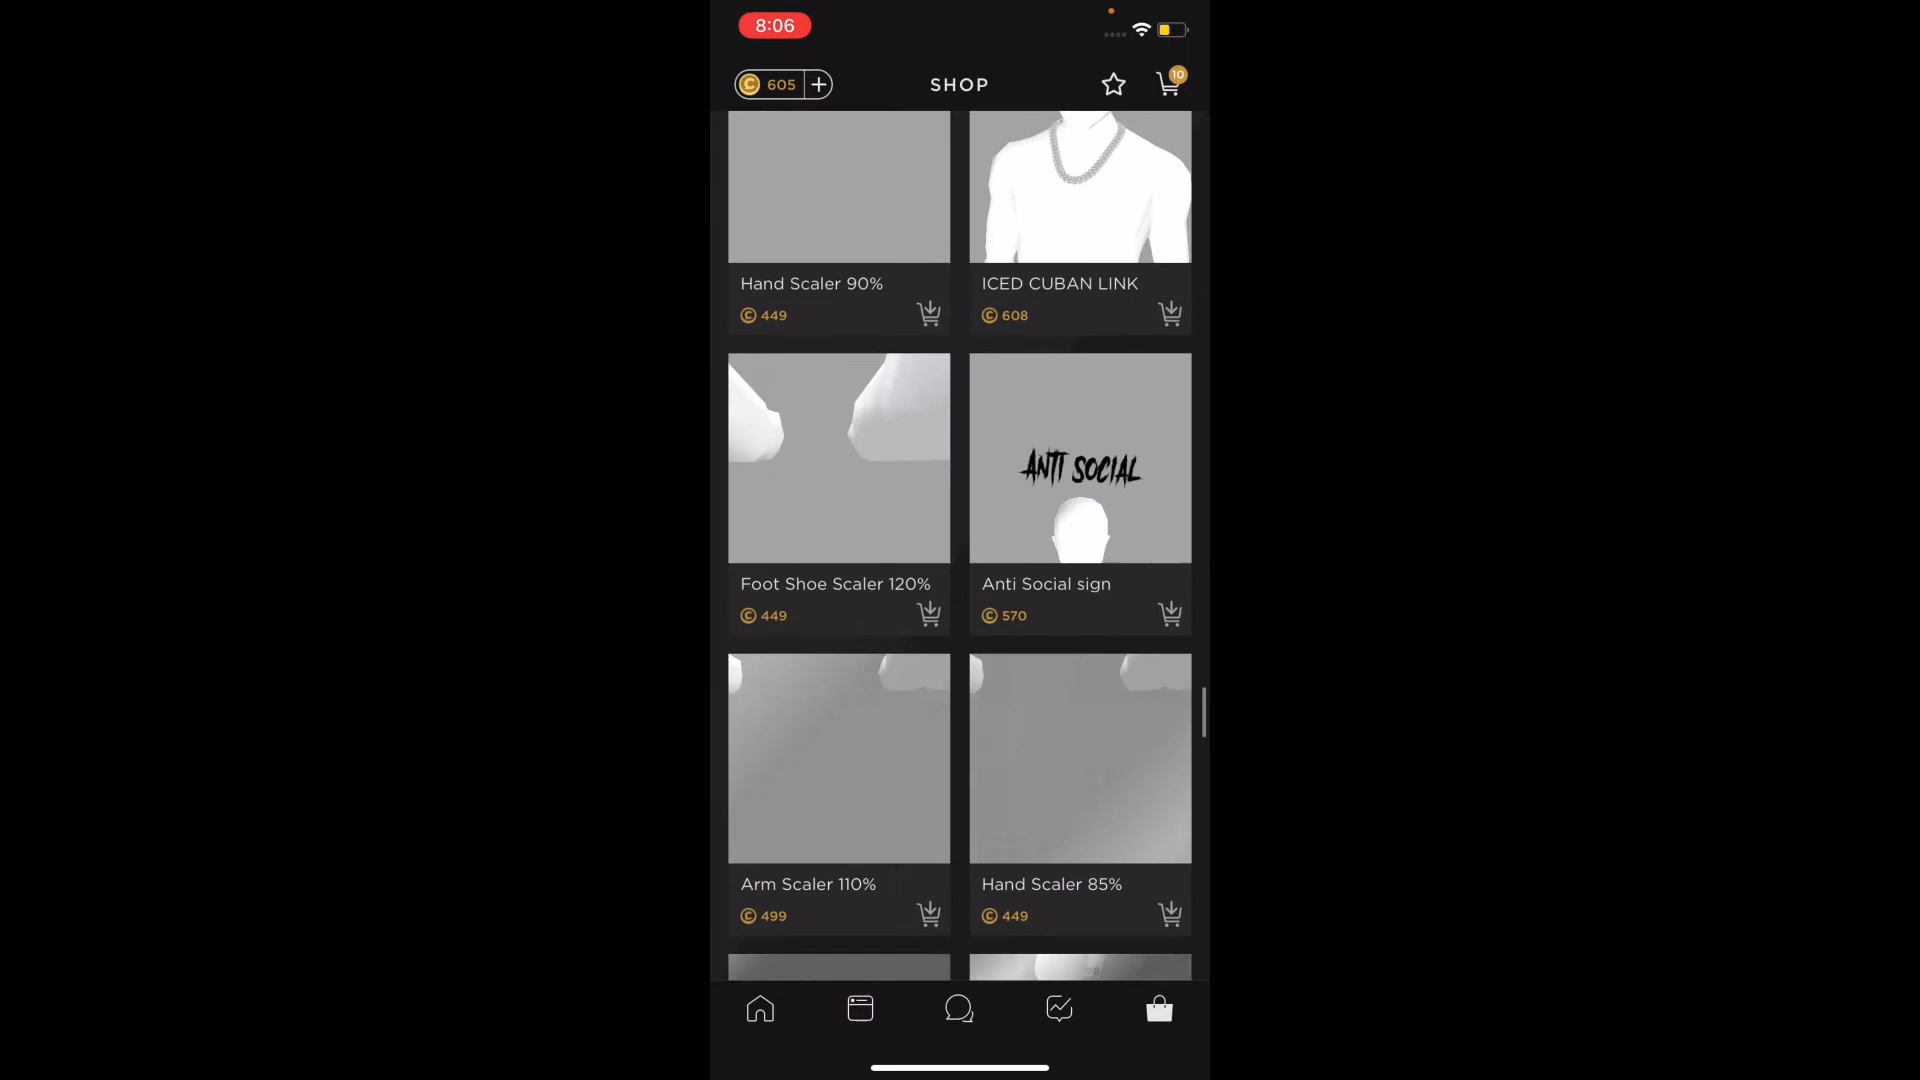 8:06
605
SHOP
10
Hand Scaler 90%
449
ICED CUBAN LINK
608
ANTI SOCIAL
Foot Shoe Scaler 120%
449
Anti Social sign
570
Arm Scaler 110%
499
Hand Scaler 85%
449